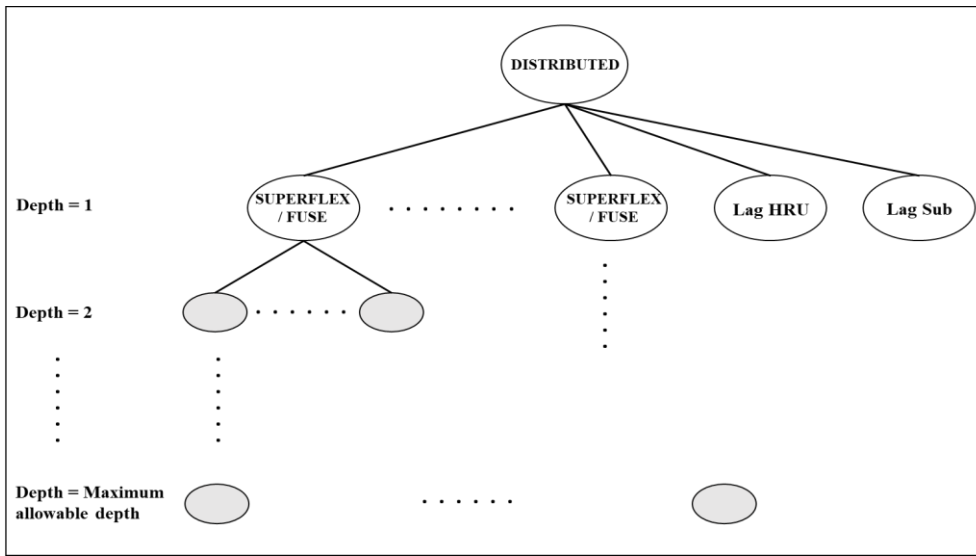 DISTRIBUTED
Depth = 1
SUPERFLEX
/ FUSE
SUPERFLEX
/ FUSE
Lag HRU
Lag Sub
Depth = 2
Depth = Maximum
allowable depth